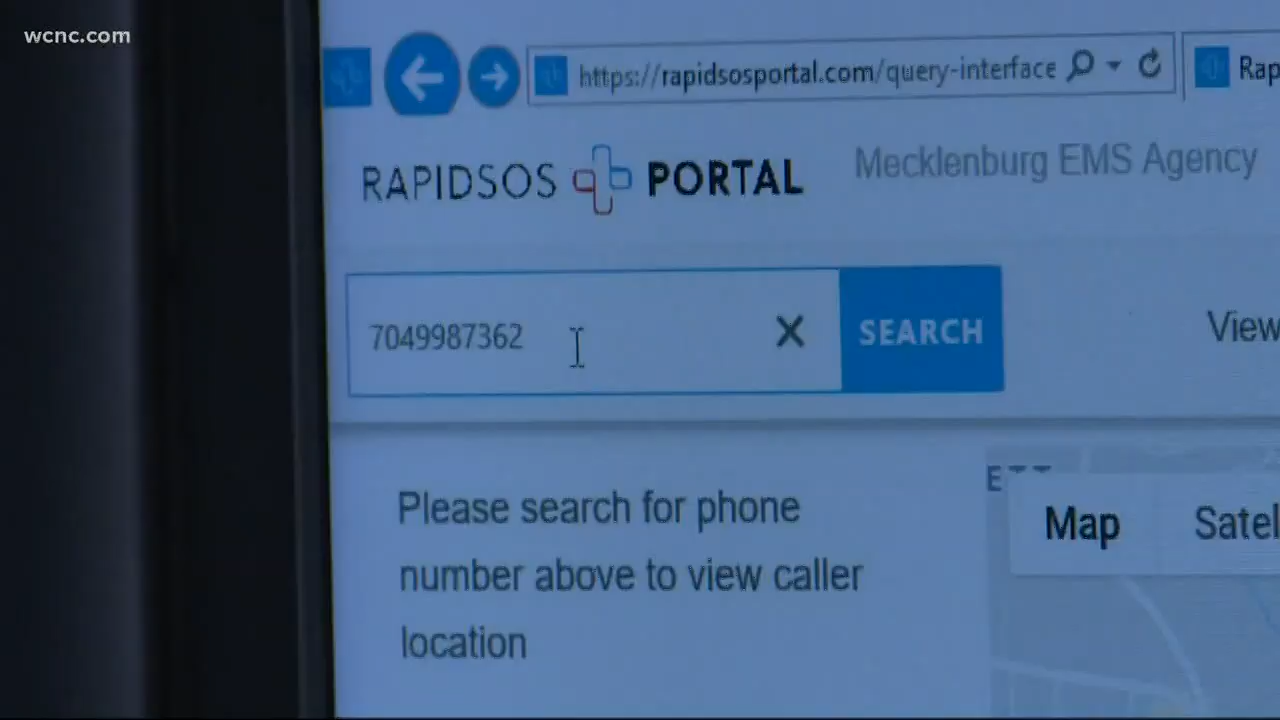 wcnc.com
https://rapidsosportal.com/query-interface
Rap
RAPIDSOS PORTAL
Mecklenburg EMS Agency
7049987362
SEARCH
View
Please search for phone
number above to view caller
location
Map
Satel